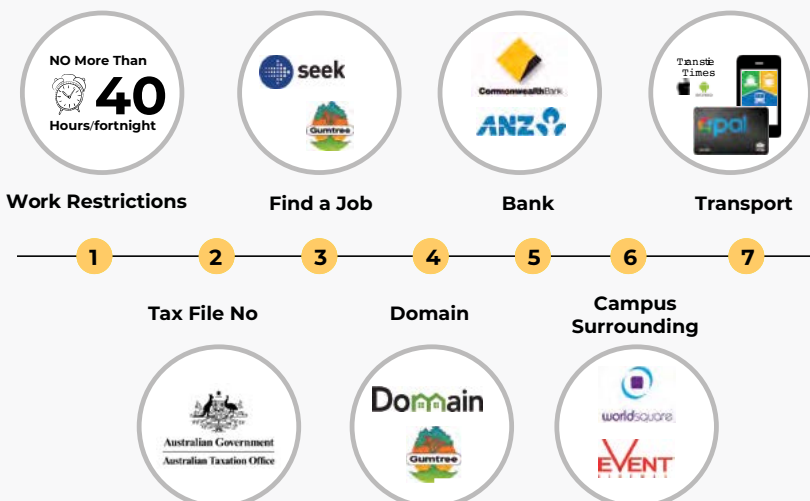 NO More Than
40
Hours/fortnight
seek
Gumtree
CommonwealthBank
ANZ
Times
opal
Work Restrictions
Find a Job
Bank
Transport
1
2
3
4
5
6
7
Tax File No
Domain
Campus
Surrounding
Australian Government
Australian Taxation Office
Domain
Gumtree
worldsquare
EVENT
CINEMAS